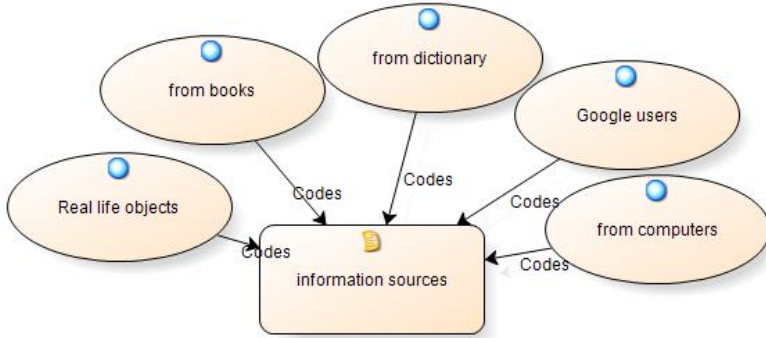 from dictionary
from books
Google users
Real life objects
from computers
Codes
Codes
Codes
Codes
Codes
information sources